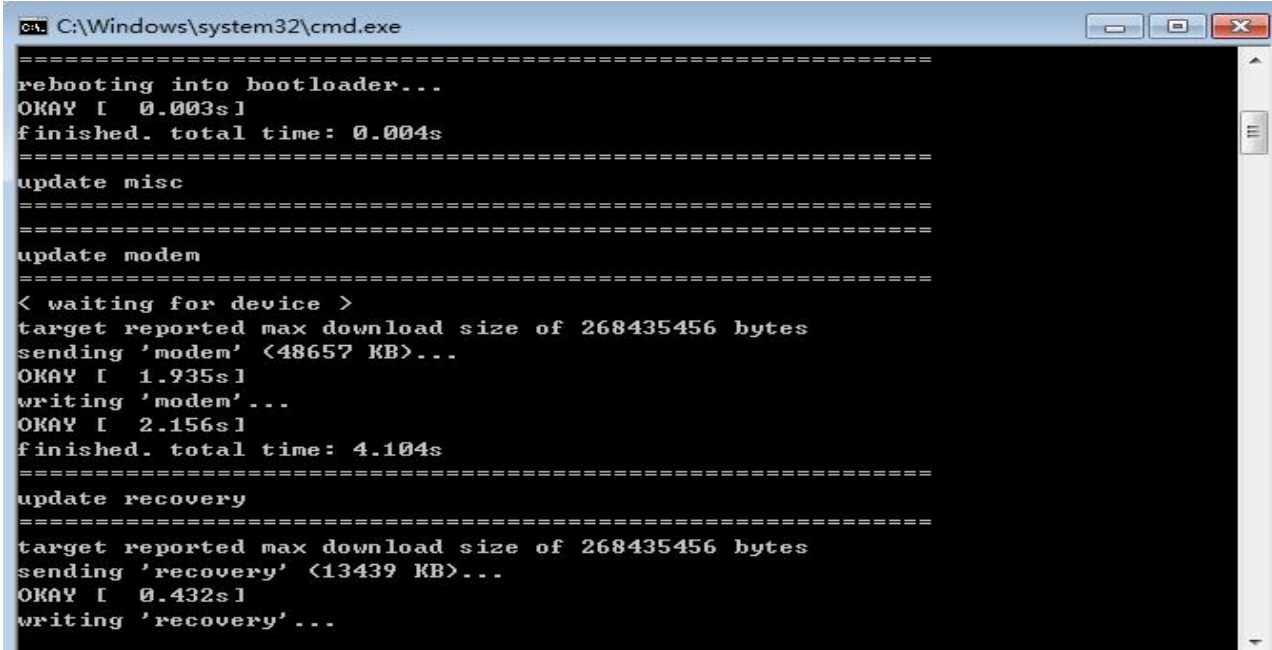 C:\Windows\system32\cmd.exe
============================================================
rebooting into bootloader...
OKAY [  0.003s]
finished. total time: 0.004s
============================================================
update misc
============================================================
============================================================
update modem
============================================================
< waiting for device >
target reported max download size of 268435456 bytes
sending 'modem' (48657 KB)...
OKAY [  1.935s]
writing 'modem'...
OKAY [  2.156s]
finished. total time: 4.104s
============================================================
update recovery
============================================================
target reported max download size of 268435456 bytes
sending 'recovery' (13439 KB)...
OKAY [  0.432s]
writing 'recovery'...